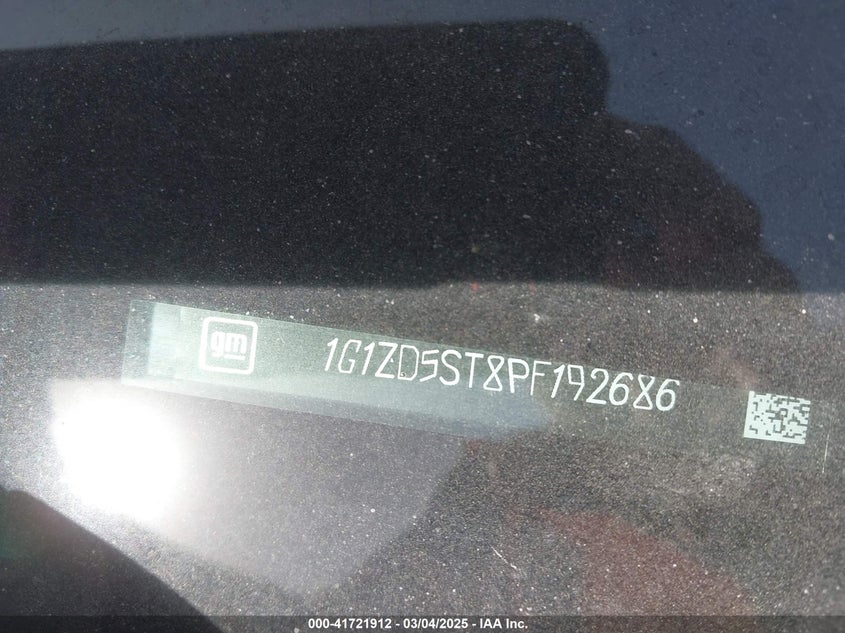 gm 1G1ZD5ST8PF192686
000-41721912 - 03/04/2025 - IAA Inc.